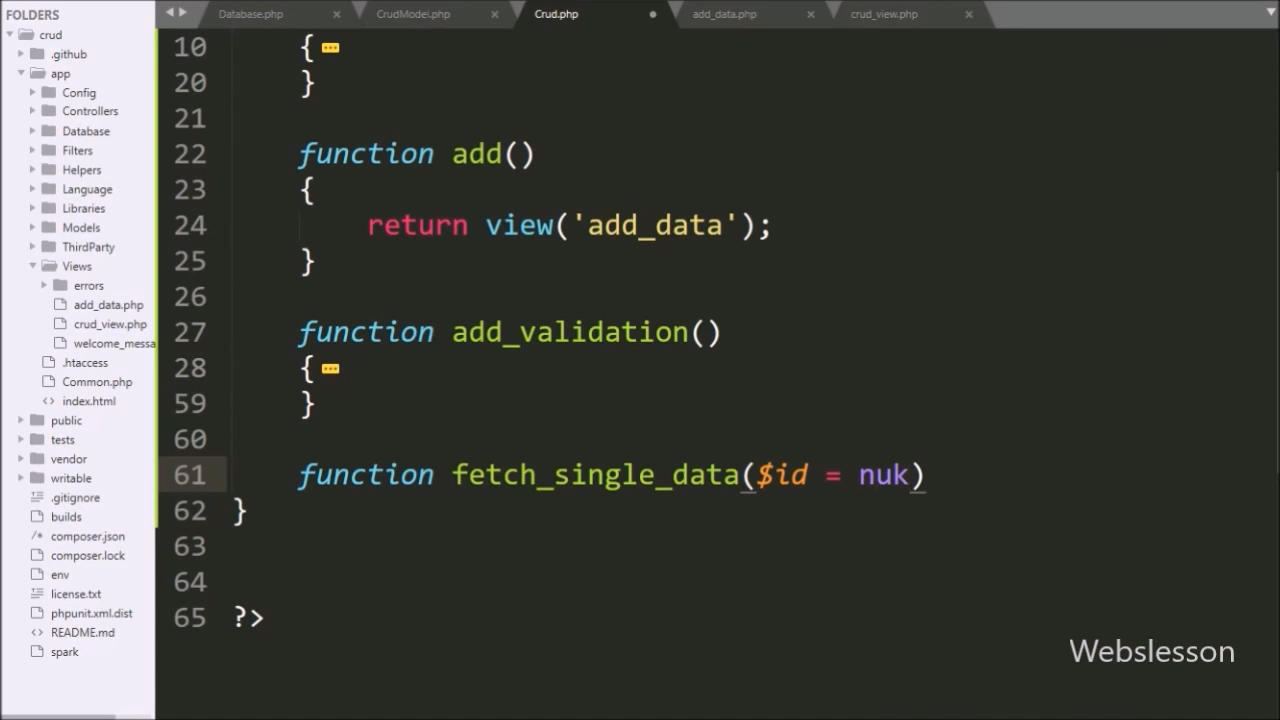 FOLDERS
crud
.github
app
Config
Controllers
Database
Filters
Helpers
Language
Libraries
Models
ThirdParty
Views
errors
add_data.php
crud_view.php
welcome_messa
.htaccess
Common.php
index.html
public
tests
vendor
writable
.gitignore
builds
composer.json
composer.lock
env
license.txt
phpunit.xml.dist
README.md
spark
Database.php CrudModel.php Crud.php add_data.php crud_view.php
10 {
20 }
21
22 function add()
23 {
24 return view('add_data');
25 }
26
27 function add_validation()
28 {
59 }
60
61 function fetch_single_data($id = nuk)
62 }
63
64
65 ?>
Webslesson